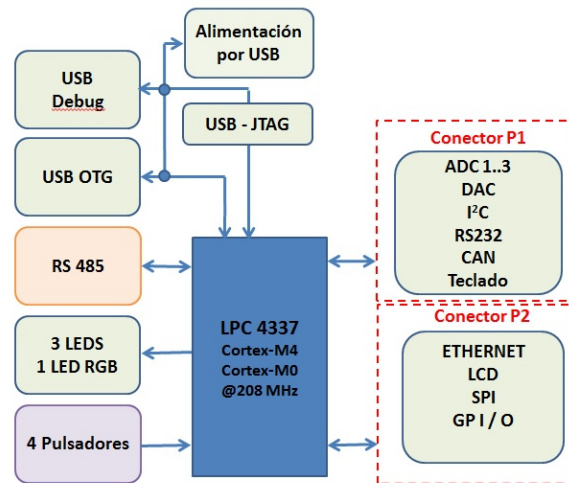 Alimentación
por USB
USB
Debug
USB - JTAG
USB OTG
RS 485
3 LEDS
1 LED RGB
4 Pulsadores
LPC 4337
Cortex-M4
Cortex-M0
@208 MHz
Conector P1
ADC 1..3
DAC
I²C
RS232
CAN
Teclado
Conector P2
ETHERNET
LCD
SPI
GP I / O